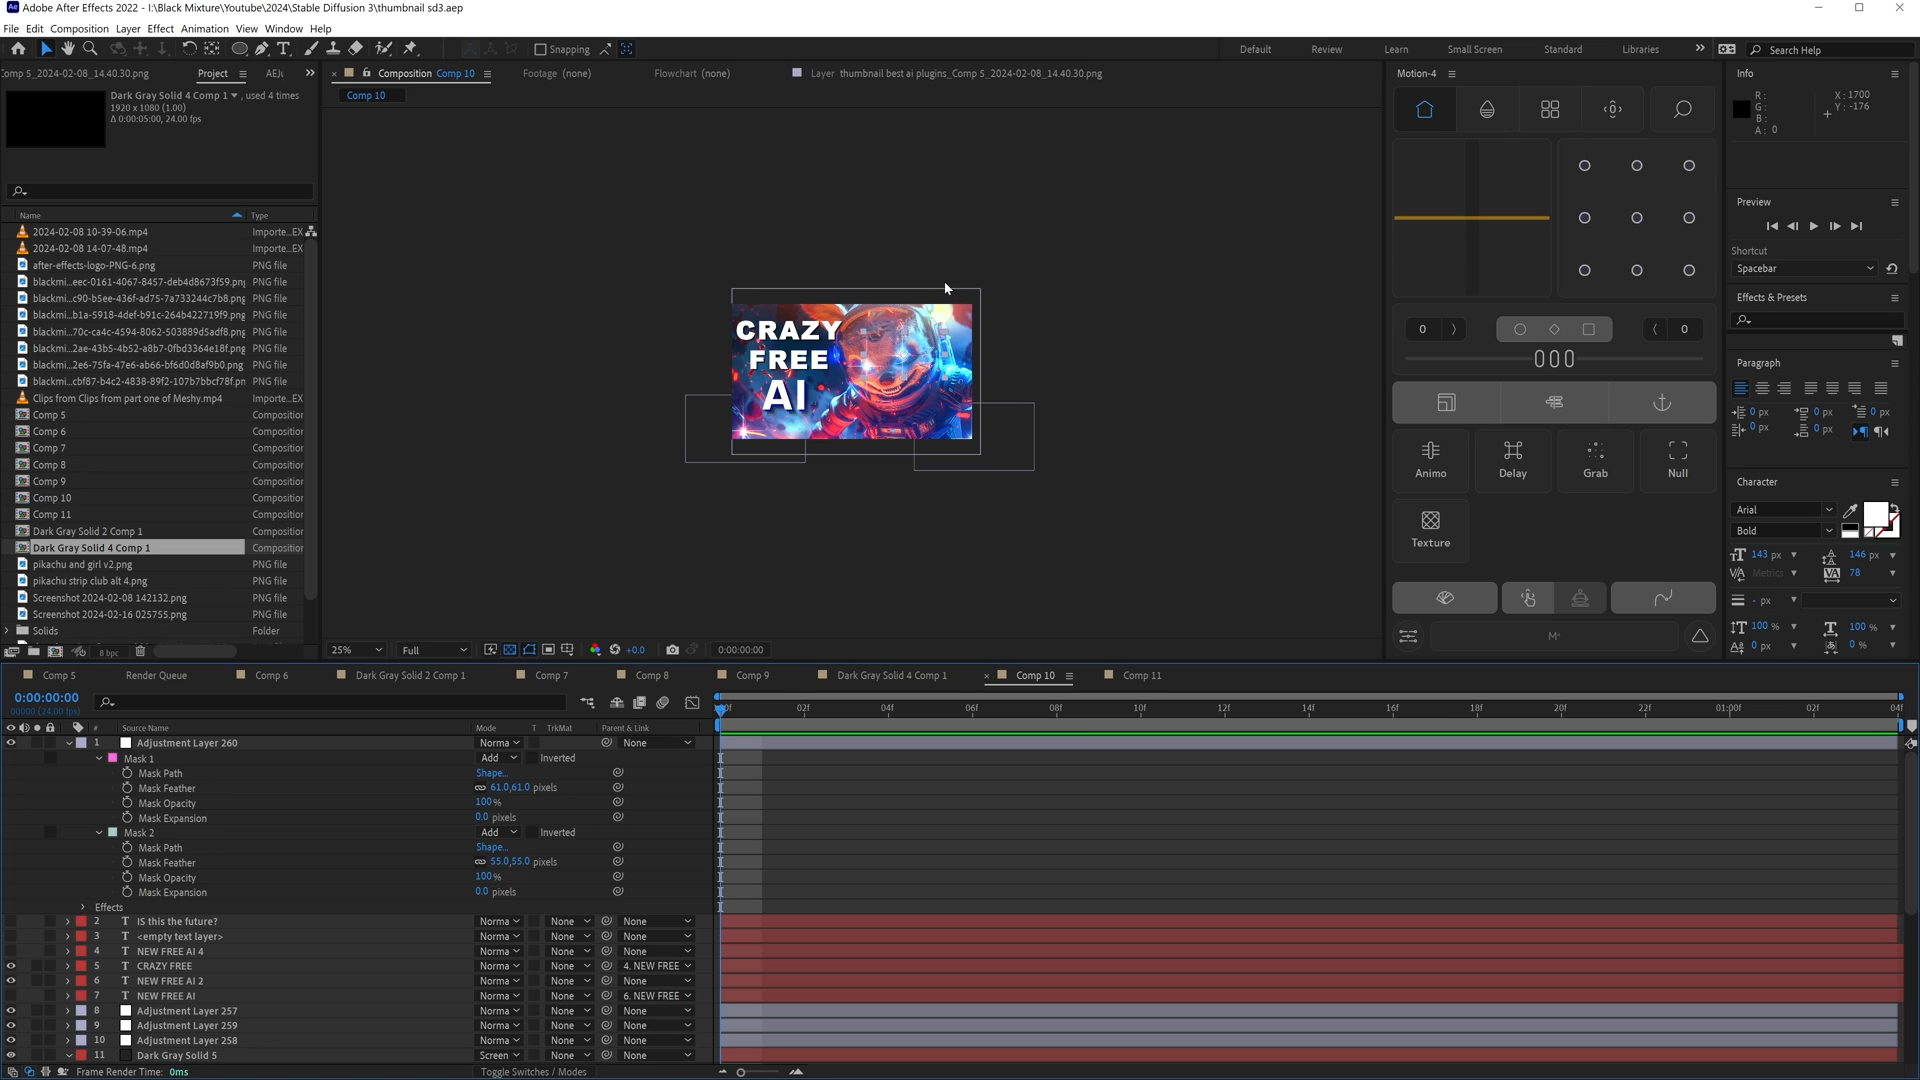 Adobe After Effects 2022 - I:\Black Mixture\Youtube\2024\Stable Diffusion 3\thumbnail sd3.aep
File Edit Composition Layer Effect Animation View Window Help
Snapping
Default Review Learn Small Screen Standard Libraries Search Help
Comp 5_2024-02-08_14.40.30.png Project
Composition Comp 10 Footage (none) Flowchart (none) Layer thumbnail best ai plugins_Comp 5_2024-02-08_14.40.30.png
Comp 10
Dark Gray Solid 4 Comp 1 , used 4 times
1920 x 1080 (1.00)
Δ 0:00:05:00, 24.00 fps
Name Type
2024-02-08 10-39-06.mp4 Importe...EX
2024-02-08 14-07-48.mp4 Importe...EX
after-effects-logo-PNG-6.png PNG file
blackmi...eec-0161-4067-8457-deb4d8673f59.png PNG file
blackmi...c90-b5ee-436f-ad75-7a733244c7b8.png PNG file
blackmi...b1a-5918-4def-b91c-264b422719f9.png PNG file
blackmi...70c-ca4c-4594-8062-503889d5adf8.png PNG file
blackmi...2ae-43b5-4b52-a8b7-0fbd3364e18f.png PNG file
blackmi...2e6-75fa-47e6-ab66-bf6d0d8af9b0.png PNG file
blackmi...cbf87-b4c2-4838-89f2-107b7bbcf78f.pn PNG file
Clips from Clips from part one of Meshy.mp4 Importe...EX
Comp 5 Composition
Comp 6 Composition
Comp 7 Composition
Comp 8 Composition
Comp 9 Composition
Comp 10 Composition
Comp 11 Composition
Dark Gray Solid 2 Comp 1 Composition
Dark Gray Solid 4 Comp 1 Composition
pikachu and girl v2.png PNG file
pikachu strip club alt 4.png PNG file
Screenshot 2024-02-08 142132.png PNG file
Screenshot 2024-02-16 025755.png PNG file
Solids Folder
8 bpc
CRAZY
FREE
AI
25% Full +0.0 0:00:00:00
Motion-4
0 0
000
Animo Delay Grab Null
Texture
Info
R: X: 1700
G: Y: -176
B:
A: 0
Preview
Shortcut
Spacebar
Effects & Presets
Paragraph
0 px 0 px 0 px
0 px 0 px
Character
Arial
Bold
143 px 146 px
Metrics 78
- px
100 % 100 %
0 px 0 %
Comp 5 Render Queue Comp 6 Dark Gray Solid 2 Comp 1 Comp 7 Comp 8 Comp 9 Dark Gray Solid 4 Comp 1 Comp 10 Comp 11
0:00:00:00
00000 (24.00 fps)
02f 04f 06f 08f 10f 12f 14f 16f 18f 20f 22f 01:00f 02f 04f
# Source Name Mode T TrkMat Parent & Link
1 Adjustment Layer 260 Norma None
Mask 1 Add Inverted
Mask Path Shape...
Mask Feather 61.0,61.0 pixels
Mask Opacity 100%
Mask Expansion 0.0 pixels
Mask 2 Add Inverted
Mask Path Shape...
Mask Feather 55.0,55.0 pixels
Mask Opacity 100%
Mask Expansion 0.0 pixels
Effects
2 T IS this the future? Norma None None
3 T <empty text layer> Norma None None
4 T NEW FREE AI 4 Norma None None
5 T CRAZY FREE Norma None 4. NEW FREE
6 T NEW FREE AI 2 Norma None None
7 T NEW FREE AI Norma None 6. NEW FREE
8 Adjustment Layer 257 Norma None None
9 Adjustment Layer 259 Norma None None
10 Adjustment Layer 258 Norma None None
11 Dark Gray Solid 5 Screen None None
Frame Render Time: 0ms Toggle Switches / Modes